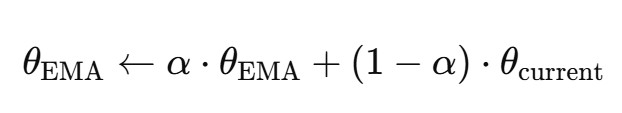 θ_EMA ← α · θ_EMA + (1 − α) · θ_current